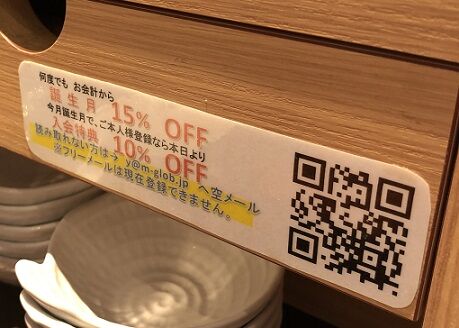 何度でも お会計から
誕生月 15% OFF
今月誕生月で、ご本人様登録なら本日より
入会特典 10% OFF
読み取れない方は→ y@m-glob.jp へ空メール
※フリーメールは現在登録できません。